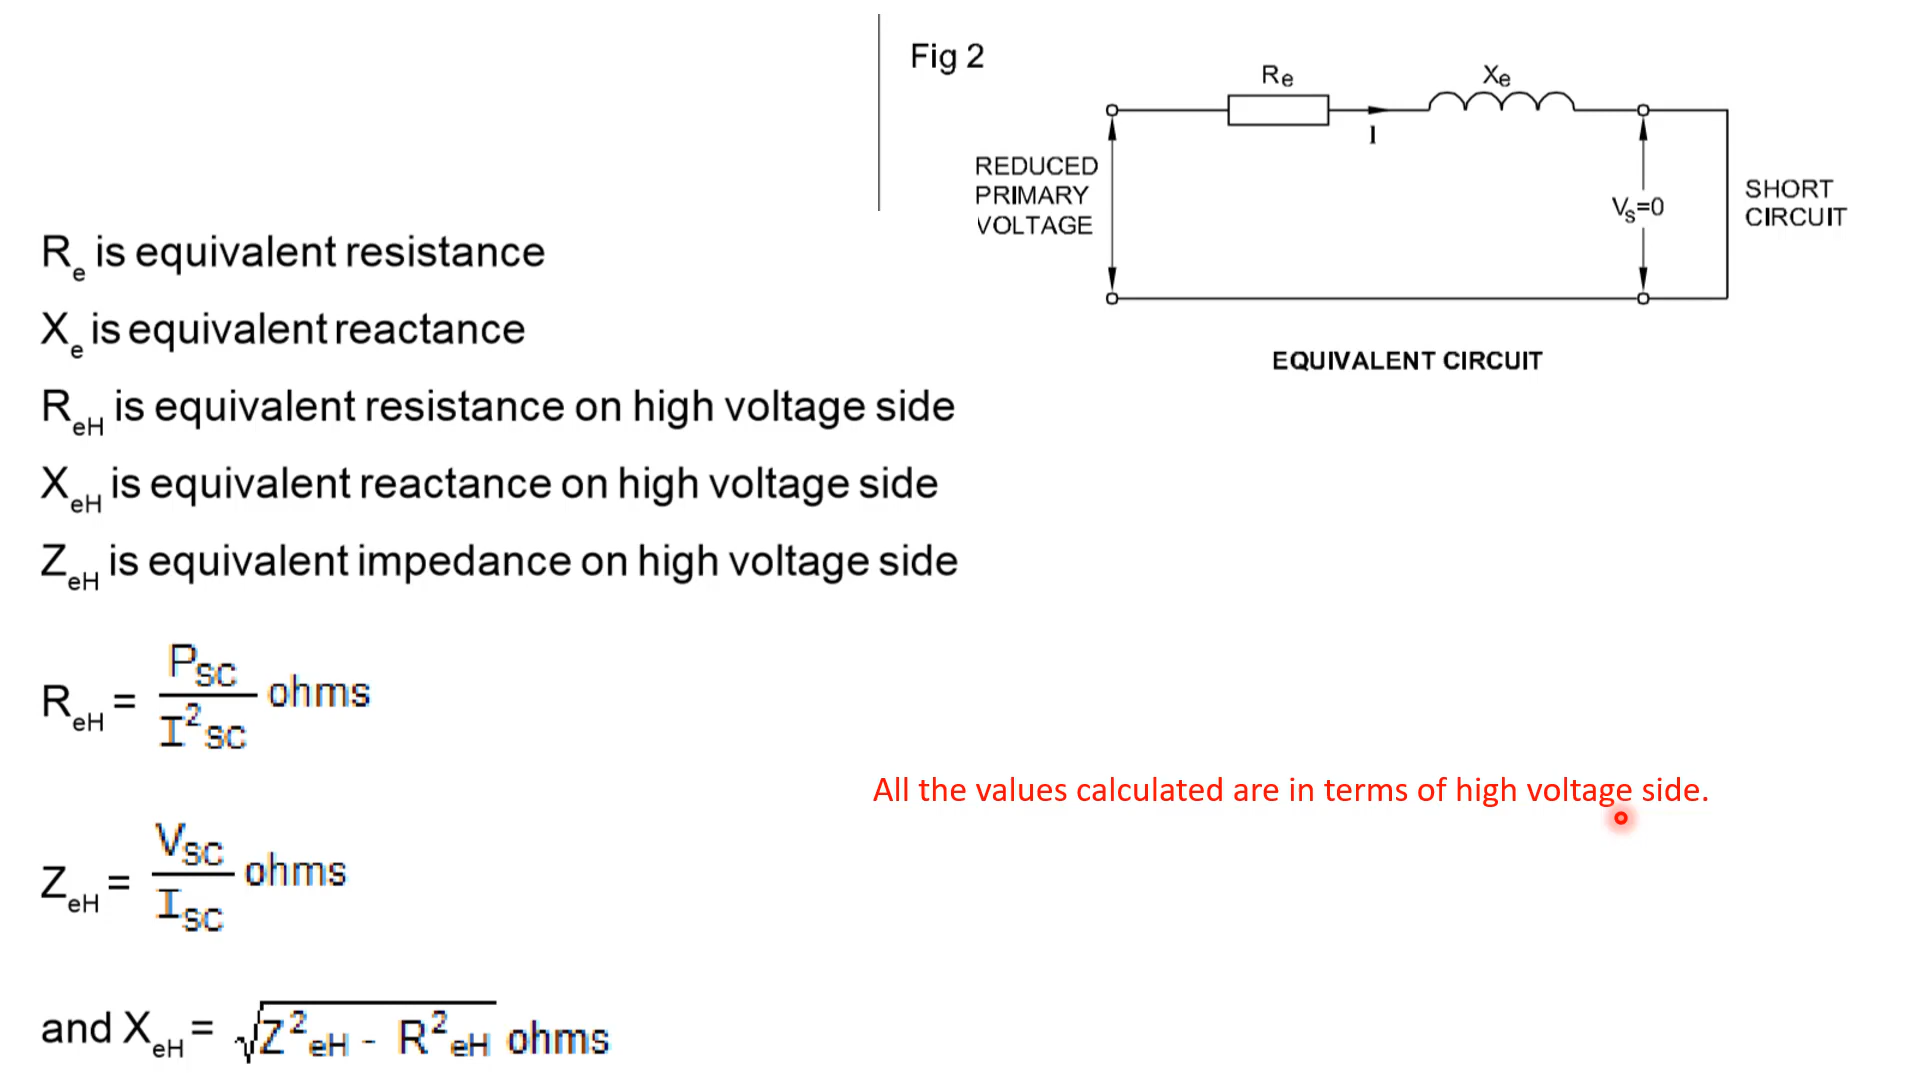 Fig 2
Re
Xe
I
REDUCED
PRIMARY
VOLTAGE
Vs=0
SHORT
CIRCUIT
EQUIVALENT CIRCUIT
Re is equivalent resistance
Xe is equivalent reactance
ReH is equivalent resistance on high voltage side
XeH is equivalent reactance on high voltage side
ZeH is equivalent impedance on high voltage side
ReH = PSC / I²SC ohms
All the values calculated are in terms of high voltage side.
ZeH = VSC / ISC ohms
and XeH = √Z²eH - R²eH ohms